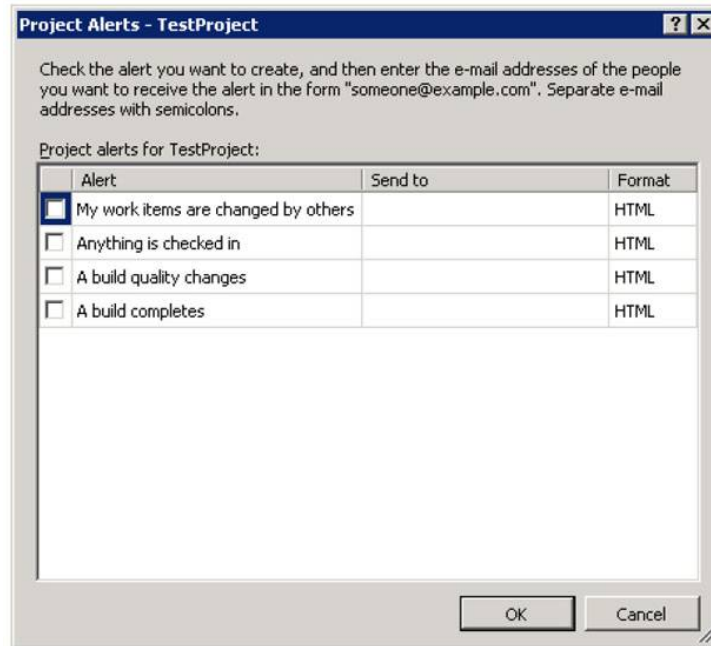 Project Alerts - TestProject
Check the alert you want to create, and then enter the e-mail addresses of the people
you want to receive the alert in the form "someone@example.com". Separate e-mail
addresses with semicolons.
Project alerts for TestProject:
Alert Send to Format
My work items are changed by others HTML
Anything is checked in HTML
A build quality changes HTML
A build completes HTML
OK Cancel